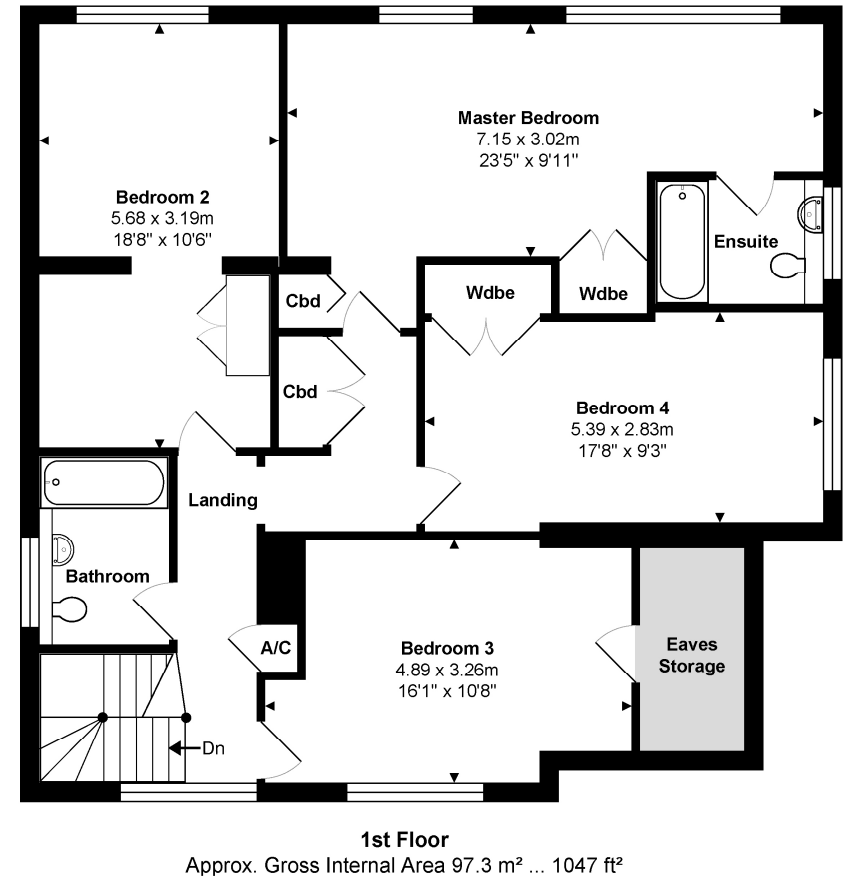 Master Bedroom
7.15 x 3.02m
23'5" x 9'11"
Bedroom 2
5.68 x 3.19m
18'8" x 10'6"
Ensuite
Cbd
Wdbe
Wdbe
Cbd
Bedroom 4
5.39 x 2.83m
17'8" x 9'3"
Landing
Bathroom
A/C
Bedroom 3
4.89 x 3.26m
16'1" x 10'8"
Eaves
Storage
Dn
1st Floor
Approx. Gross Internal Area 97.3 m² ... 1047 ft²